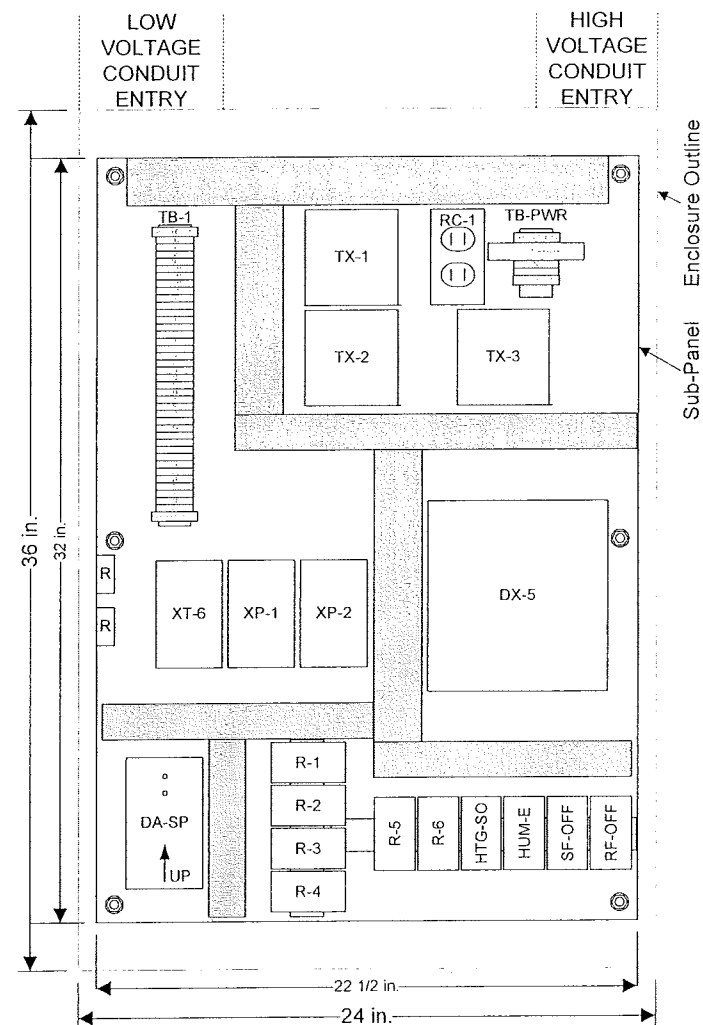 LOW
VOLTAGE
CONDUIT
ENTRY
HIGH
VOLTAGE
CONDUIT
ENTRY
Enclosure Outline
Sub-Panel
TB-1
TX-1
RC-1
TB-PWR
TX-2
TX-3
36 in.
32 in.
R
R
XT-6
XP-1
XP-2
DX-5
R-1
R-2
R-3
R-4
DA-SP
UP
R-5
R-6
HTG-SO
HUM-E
SF-OFF
RF-OFF
22 1/2 in.
24 in.